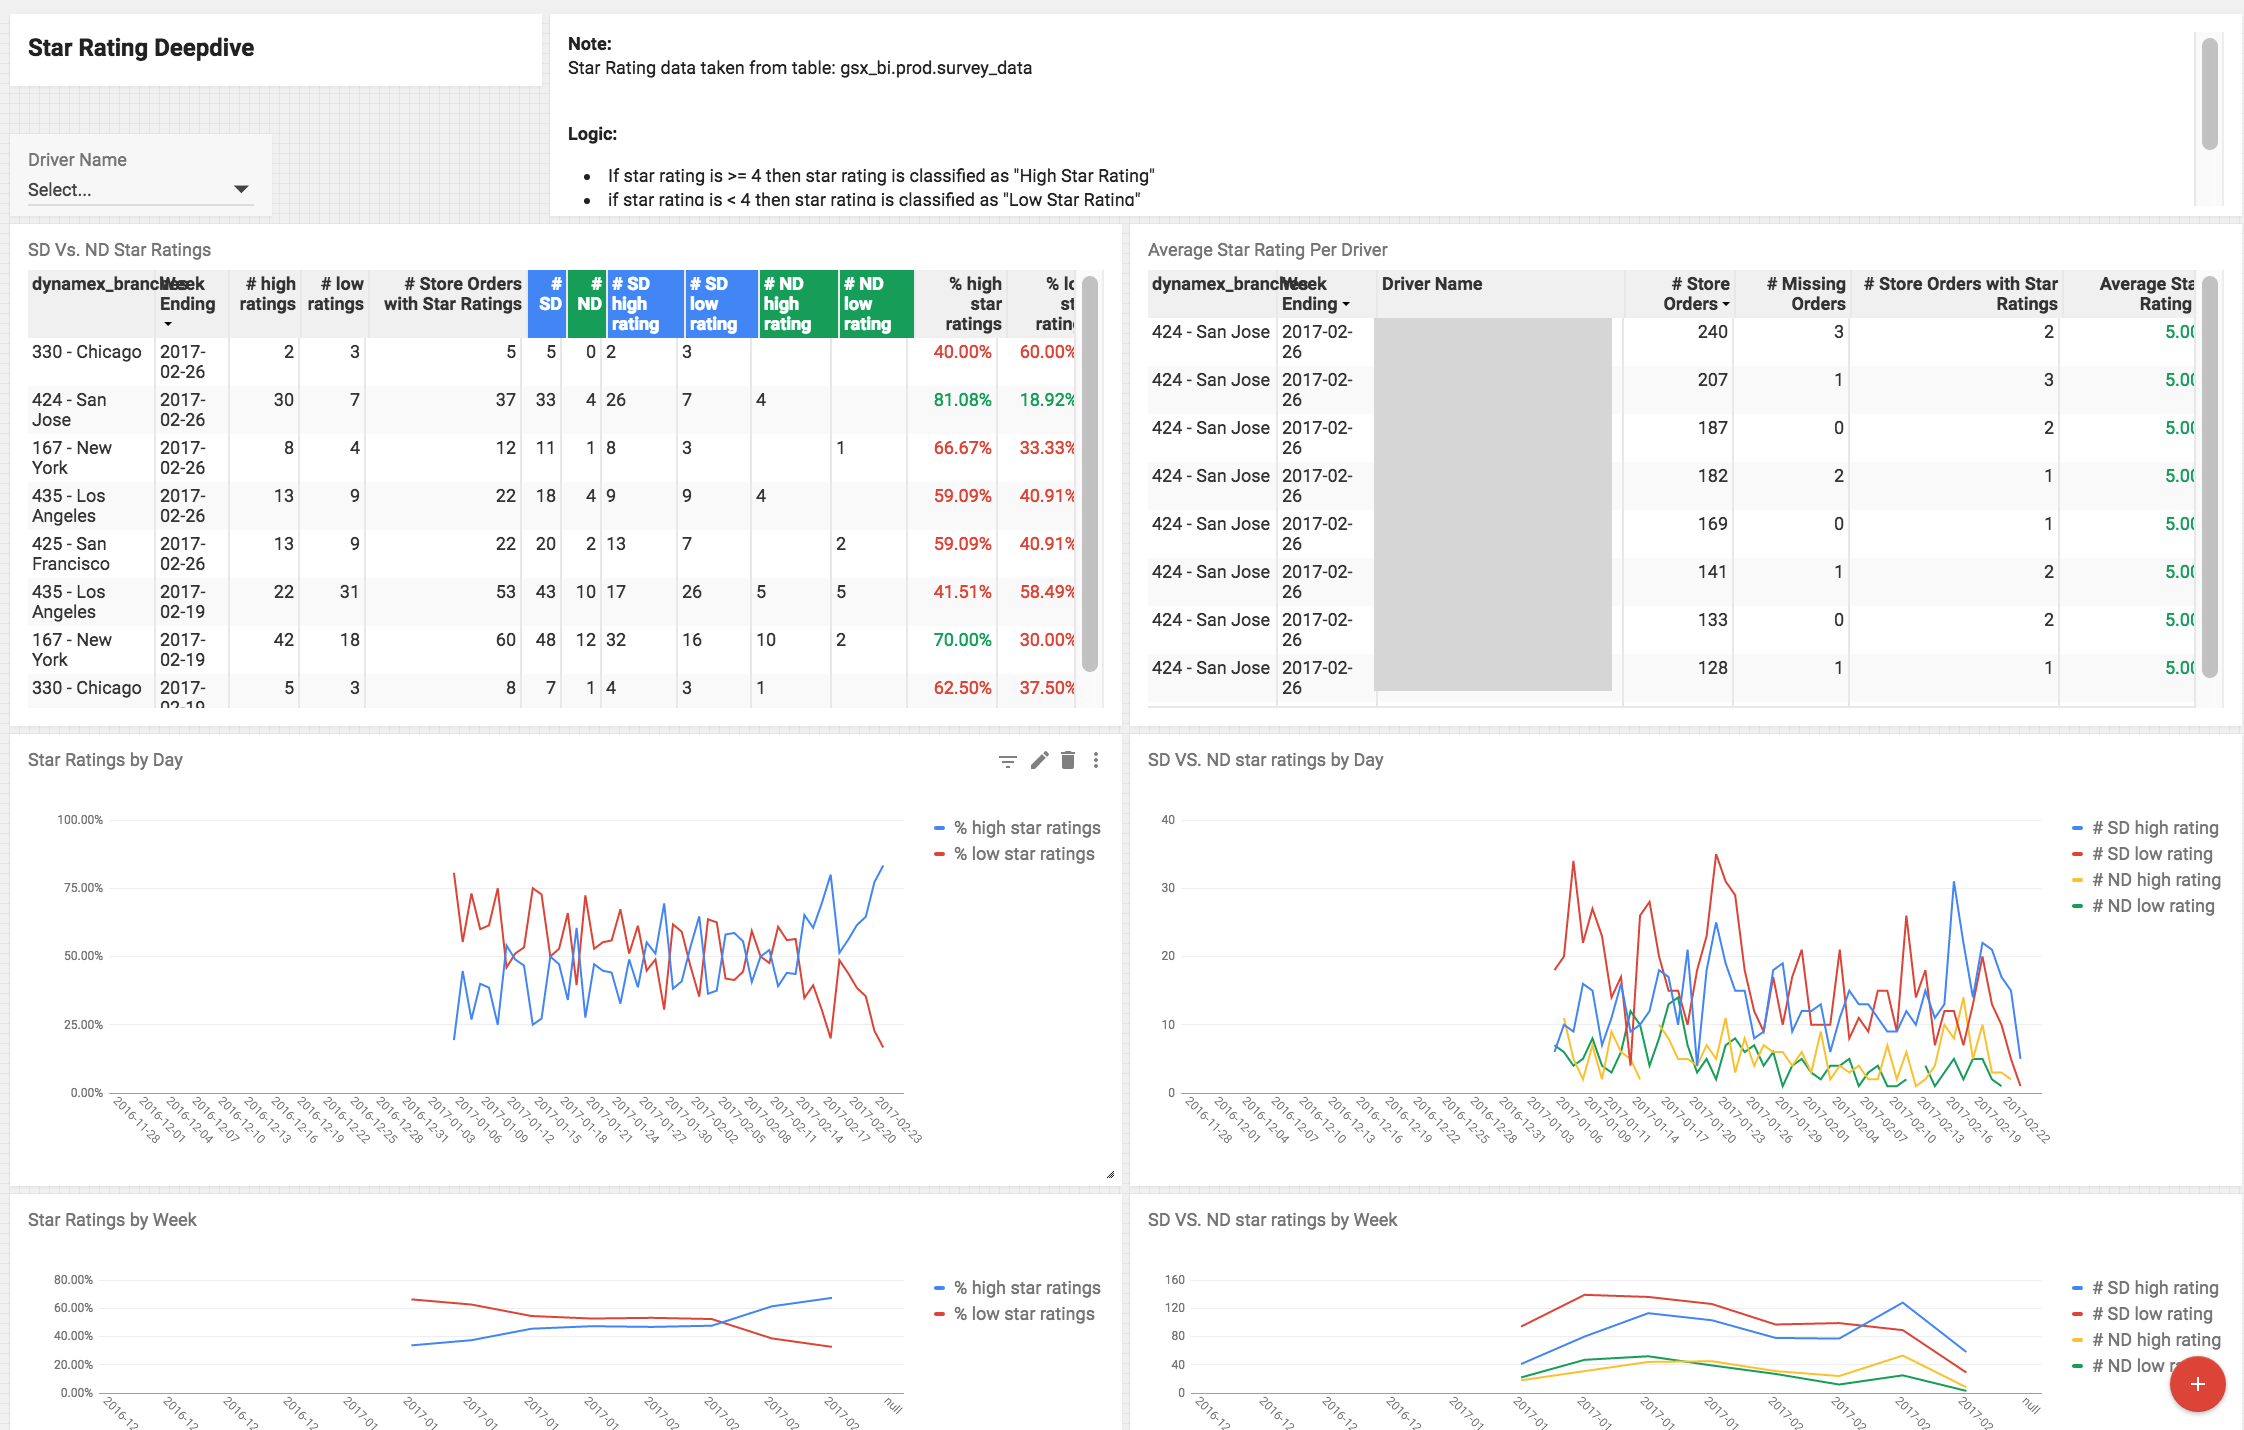 Star Rating Deepdive
Note:
Star Rating data taken from table: gsx_bi.prod.survey_data
Logic:
• If star rating is >= 4 then star rating is classified as "High Star Rating"
• if star rating is < 4 then star rating is classified as "Low Star Rating"
Driver Name
Select...
SD Vs. ND Star Ratings
dynamex_branches Week Ending # high ratings # low ratings # Store Orders with Star Ratings # SD # ND # SD high rating # SD low rating # ND high rating # ND low rating % high star ratings
330 - Chicago 2017-02-26 2 3 5 5 0 2 3 40.00% 60.00%
424 - San Jose 2017-02-26 30 7 37 33 4 26 7 4 81.08% 18.92%
167 - New York 2017-02-26 8 4 12 11 1 8 3 1 66.67% 33.33%
435 - Los Angeles 2017-02-26 13 9 22 18 4 9 9 4 59.09% 40.91%
425 - San Francisco 2017-02-26 13 9 22 20 2 13 7 2 59.09% 40.91%
435 - Los Angeles 2017-02-19 22 31 53 43 10 17 26 5 5 41.51% 58.49%
167 - New York 2017-02-19 42 18 60 48 12 32 16 10 2 70.00% 30.00%
330 - Chicago 2017-02-19 5 3 8 7 1 4 3 1 62.50% 37.50%
Average Star Rating Per Driver
dynamex_branches Week Ending Driver Name # Store Orders # Missing Orders # Store Orders with Star Ratings Average Sta Rating
424 - San Jose 2017-02-26 240 3 2 5.00
424 - San Jose 2017-02-26 207 1 3 5.00
424 - San Jose 2017-02-26 187 0 2 5.00
424 - San Jose 2017-02-26 182 2 1 5.00
424 - San Jose 2017-02-26 169 0 1 5.00
424 - San Jose 2017-02-26 141 1 2 5.00
424 - San Jose 2017-02-26 133 0 2 5.00
424 - San Jose 2017-02-26 128 1 1 5.00
Star Ratings by Day
100.00%
75.00%
50.00%
25.00%
0.00%
% high star ratings
% low star ratings
2016-11-28 2016-12-01 2016-12-04 2016-12-07 2016-12-10 2016-12-13 2016-12-16 2016-12-19 2016-12-22 2016-12-25 2016-12-28 2016-12-31 2017-01-03 2017-01-06 2017-01-09 2017-01-12 2017-01-15 2017-01-18 2017-01-21 2017-01-24 2017-01-27 2017-01-30 2017-02-02 2017-02-05 2017-02-08 2017-02-11 2017-02-14 2017-02-17 2017-02-20 2017-02-23
SD VS. ND star ratings by Day
40
30
20
10
0
# SD high rating
# SD low rating
# ND high rating
# ND low rating
2016-11-28 2016-12-01 2016-12-04 2016-12-07 2016-12-10 2016-12-13 2016-12-16 2016-12-19 2016-12-22 2016-12-25 2016-12-28 2016-12-31 2017-01-03 2017-01-06 2017-01-09 2017-01-11 2017-01-14 2017-01-17 2017-01-20 2017-01-23 2017-01-26 2017-01-29 2017-02-01 2017-02-04 2017-02-07 2017-02-10 2017-02-13 2017-02-16 2017-02-19 2017-02-22
Star Ratings by Week
80.00%
60.00%
40.00%
20.00%
0.00%
% high star ratings
% low star ratings
2016-12 2016-12 2016-12 2016-12 2017-01 2017-01 2017-01 2017-01 2017-01 2017-02 2017-02 2017-02 2017-02 null
SD VS. ND star ratings by Week
160
120
80
40
0
# SD high rating
# SD low rating
# ND high rating
# ND low
2016-12 2016-12 2016-12 2016-12 2017-01 2017-01 2017-01 2017-01 2017-01 2017-02 2017-02 2017-02 2017-02 null